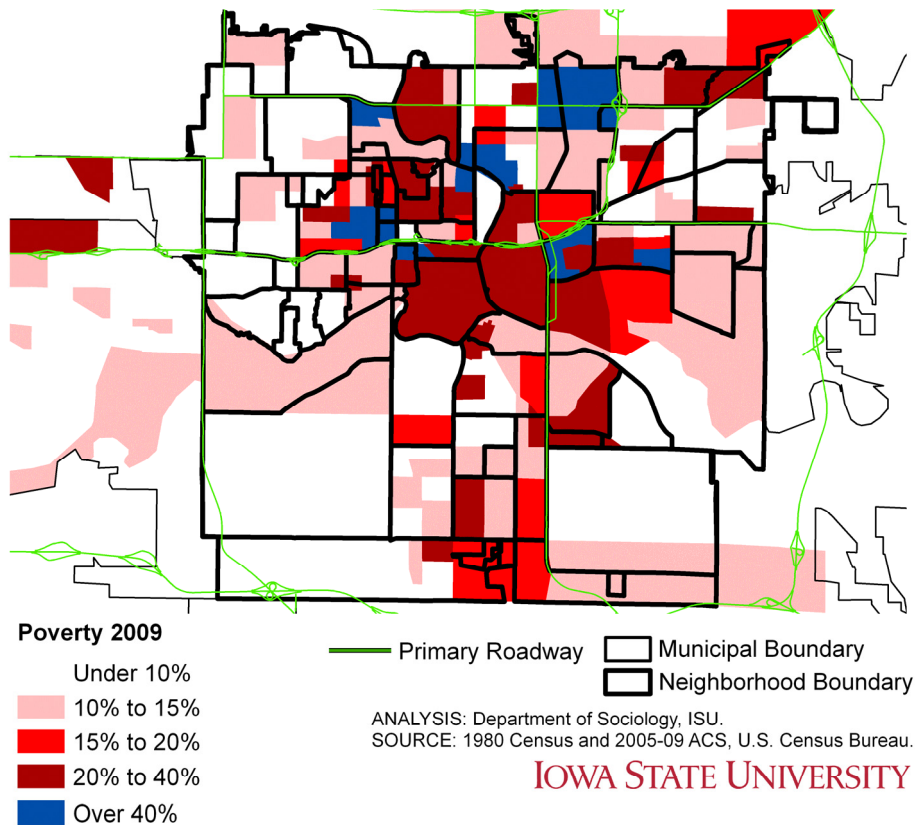 Poverty 2009
Under 10%
10% to 15%
15% to 20%
20% to 40%
Over 40%
Primary Roadway
Municipal Boundary
Neighborhood Boundary
ANALYSIS: Department of Sociology, ISU.
SOURCE: 1980 Census and 2005-09 ACS, U.S. Census Bureau.
IOWA STATE UNIVERSITY